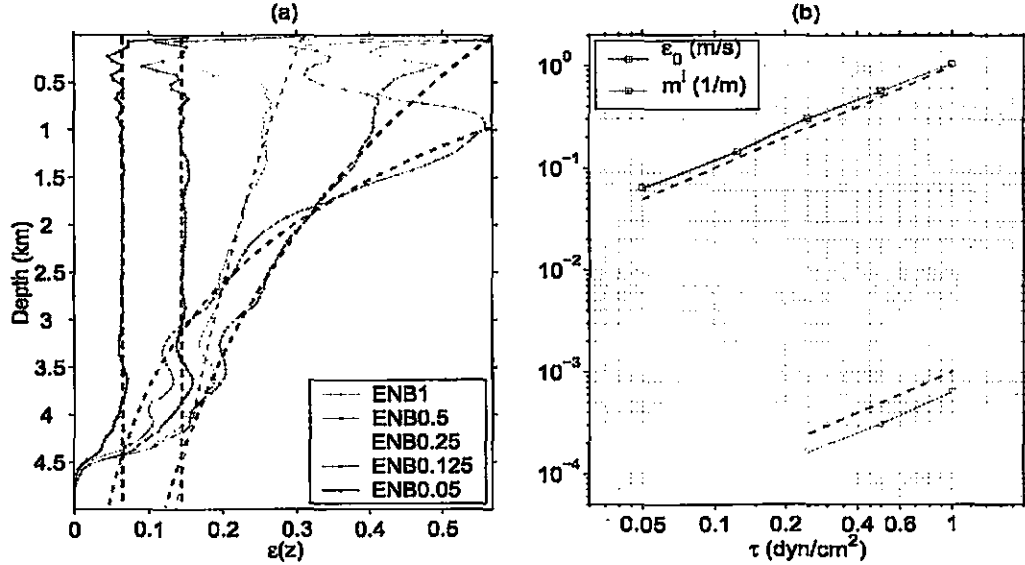 (a)
0.5
1
1.5
2
2.5
3
3.5
4
4.5
Depth (km)
0
0.1
0.2
0.3
0.4
0.5
ε(z)
ENB1
ENB0.5
ENB0.25
ENB0.125
ENB0.05
(b)
ε₀ (m/s)
mⁱ (1/m)
10⁰
10⁻¹
10⁻²
10⁻³
10⁻⁴
0.05
0.1
0.2
0.4
0.6
1
τ (dyn/cm²)